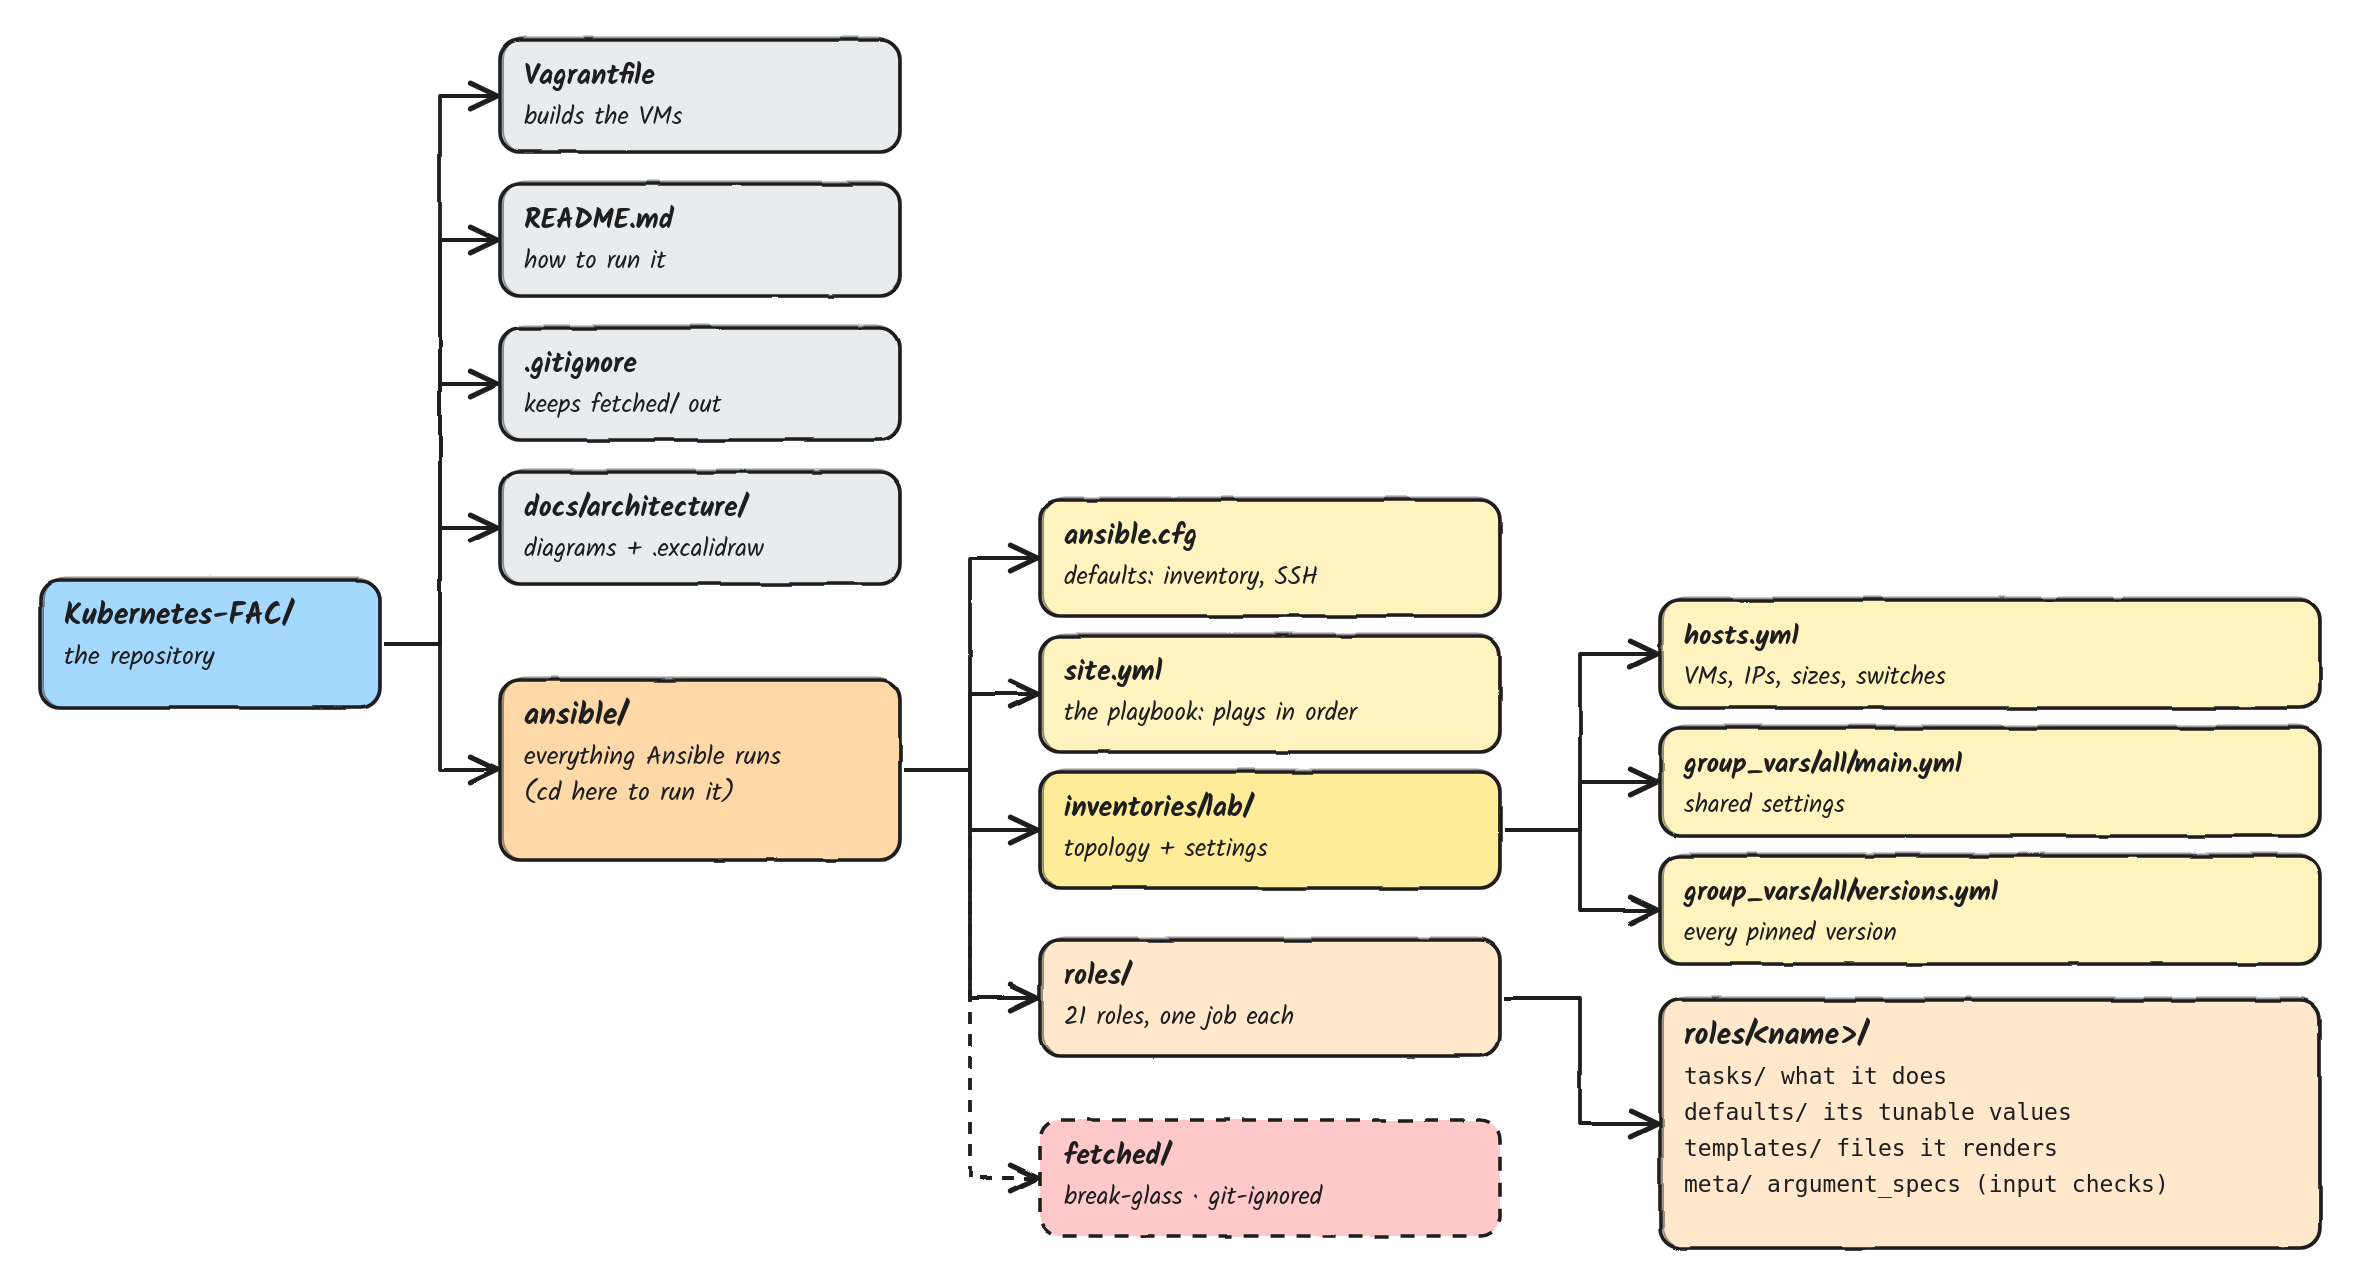 Vagrantfile
builds the VMs
README.md
how to run it
.gitignore
keeps fetched/ out
docs/architecture/
diagrams + .excalidraw
Kubernetes-FAC/
the repository
ansible/
everything Ansible runs
(cd here to run it)
ansible.cfg
defaults: inventory, SSH
site.yml
the playbook: plays in order
inventories/lab/
topology + settings
roles/
21 roles, one job each
fetched/
break-glass · git-ignored
hosts.yml
VMs, IPs, sizes, switches
group_vars/all/main.yml
shared settings
group_vars/all/versions.yml
every pinned version
roles/<name>/
tasks/ what it does
defaults/ its tunable values
templates/ files it renders
meta/ argument_specs (input checks)